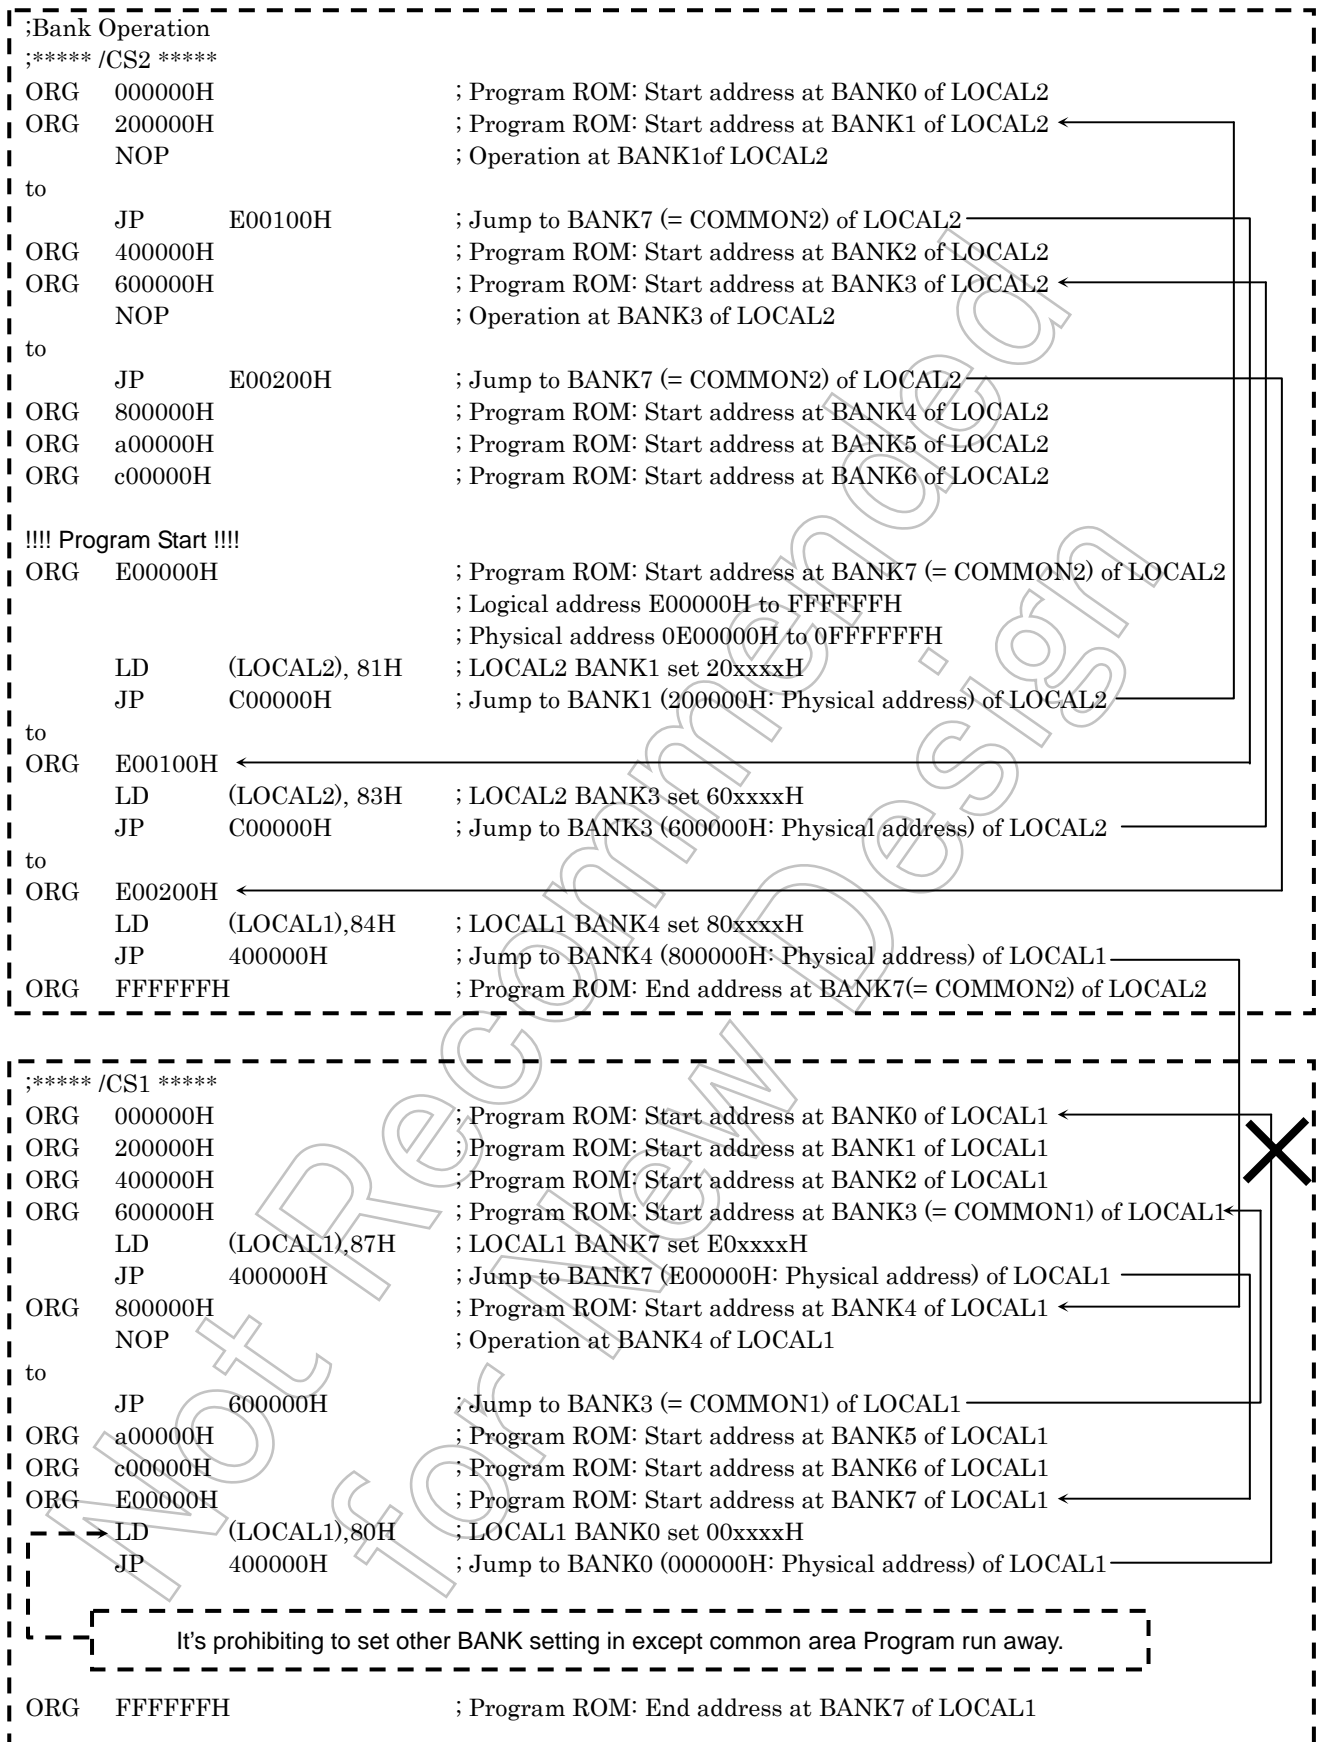 ;Bank Operation
;***** /CS2 *****
ORG 000000H ; Program ROM: Start address at BANK0 of LOCAL2
ORG 200000H ; Program ROM: Start address at BANK1 of LOCAL2
NOP ; Operation at BANK1of LOCAL2
to
JP E00100H ; Jump to BANK7 (= COMMON2) of LOCAL2
ORG 400000H ; Program ROM: Start address at BANK2 of LOCAL2
ORG 600000H ; Program ROM: Start address at BANK3 of LOCAL2
NOP ; Operation at BANK3 of LOCAL2
to
JP E00200H ; Jump to BANK7 (= COMMON2) of LOCAL2
ORG 800000H ; Program ROM: Start address at BANK4 of LOCAL2
ORG a00000H ; Program ROM: Start address at BANK5 of LOCAL2
ORG c00000H ; Program ROM: Start address at BANK6 of LOCAL2
!!!! Program Start !!!!
ORG E00000H ; Program ROM: Start address at BANK7 (= COMMON2) of LOCAL2
; Logical address E00000H to FFFFFFH
; Physical address 0E00000H to 0FFFFFFH
LD (LOCAL2), 81H ; LOCAL2 BANK1 set 20xxxxH
JP C00000H ; Jump to BANK1 (200000H: Physical address) of LOCAL2
to
ORG E00100H
LD (LOCAL2), 83H ; LOCAL2 BANK3 set 60xxxxH
JP C00000H ; Jump to BANK3 (600000H: Physical address) of LOCAL2
to
ORG E00200H
LD (LOCAL1),84H ; LOCAL1 BANK4 set 80xxxxH
JP 400000H ; Jump to BANK4 (800000H: Physical address) of LOCAL1
ORG FFFFFFH ; Program ROM: End address at BANK7(= COMMON2) of LOCAL2
;***** /CS1 *****
ORG 000000H ; Program ROM: Start address at BANK0 of LOCAL1
ORG 200000H ; Program ROM: Start address at BANK1 of LOCAL1
ORG 400000H ; Program ROM: Start address at BANK2 of LOCAL1
ORG 600000H ; Program ROM: Start address at BANK3 (= COMMON1) of LOCAL1
LD (LOCAL1),87H ; LOCAL1 BANK7 set E0xxxxH
JP 400000H ; Jump to BANK7 (E00000H: Physical address) of LOCAL1
ORG 800000H ; Program ROM: Start address at BANK4 of LOCAL1
NOP ; Operation at BANK4 of LOCAL1
to
JP 600000H ; Jump to BANK3 (= COMMON1) of LOCAL1
ORG a00000H ; Program ROM: Start address at BANK5 of LOCAL1
ORG c00000H ; Program ROM: Start address at BANK6 of LOCAL1
ORG E00000H ; Program ROM: Start address at BANK7 of LOCAL1
LD (LOCAL1),80H ; LOCAL1 BANK0 set 00xxxxH
JP 400000H ; Jump to BANK0 (000000H: Physical address) of LOCAL1
It's prohibiting to set other BANK setting in except common area Program run away.
ORG FFFFFFH ; Program ROM: End address at BANK7 of LOCAL1
Not Recommended
for New Design